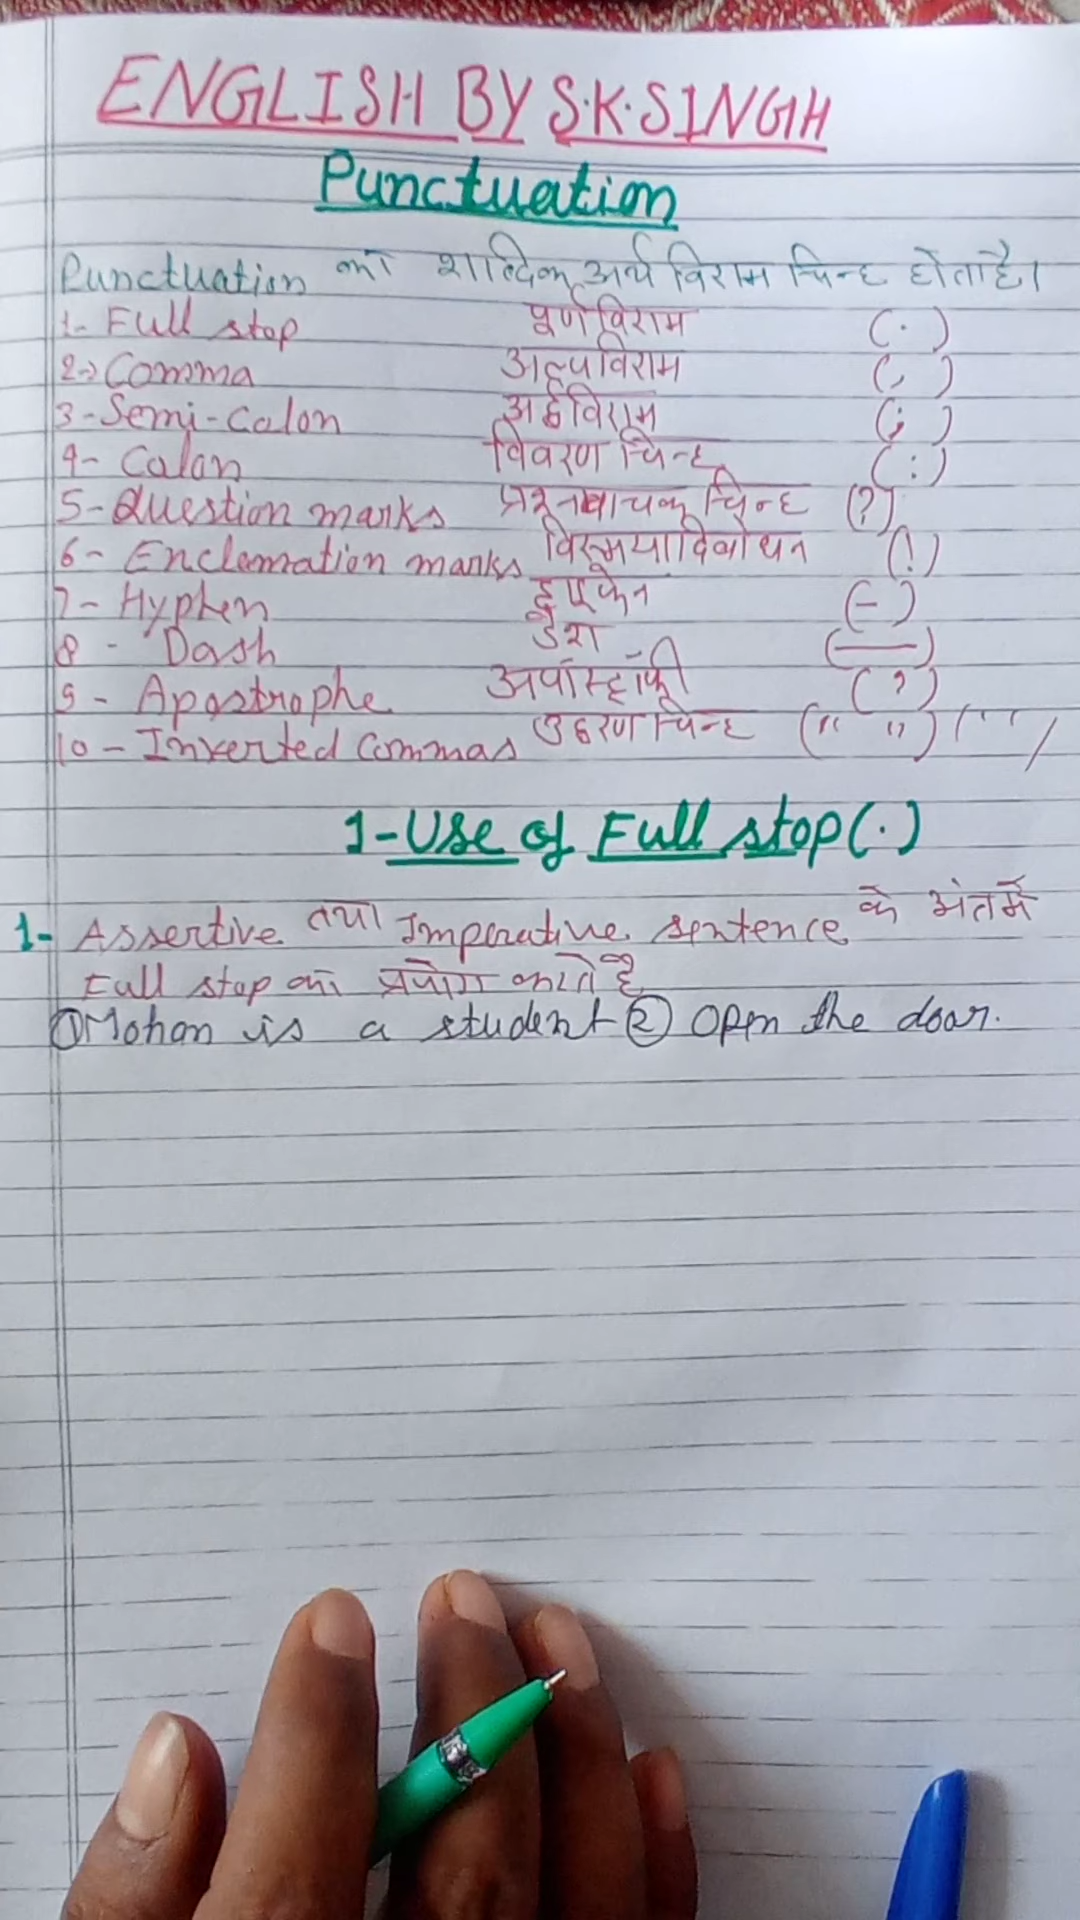 ENGLISH BY S.K.SINGH
Punctuation
Punctuation का शाब्दिक अर्थ विराम चिन्ह होता है।
1- Full stop पूर्ण विराम (.)
2-> Comma अल्पविराम (,)
3- Semi-Colon अर्द्धविराम (;)
4- Colon विवरण चिन्ह (:)
5- Question marks प्रश्नवाचक चिन्ह (?)
6- Enclamation marks विस्मयादिबोधन (!)
7- Hyphen हाइफेन (-)
8 - Dash डैश (—)
9 - Apostrophe अपॉस्ट्रॉफी (’)
10 - Inverted Commas उद्धरण चिन्ह (“ ”) (‘ ’)
1- Use of Full stop (.)
1- Assertive तथा Imperative sentence के अंत में
Full stop का प्रयोग करते है
① Mohan is a student ② Open the door.